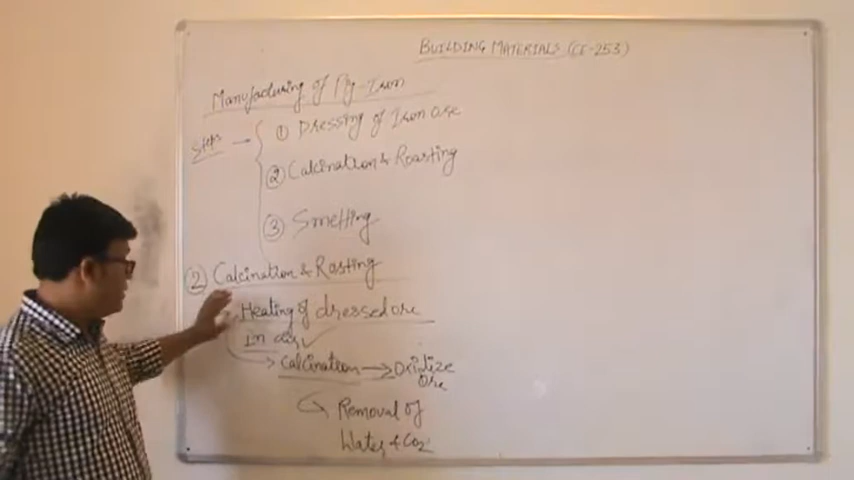 BUILDING MATERIALS (CE-253)
Manufacturing of Pig-Iron
Steps → ① Dressing of Iron ore
② Calcination & Roasting
③ Smelting
② Calcination & Rosting
Heating of dressed ore
In air ✓
→ Calcination → Oxidize
Ore
Removal of
Water & CO2